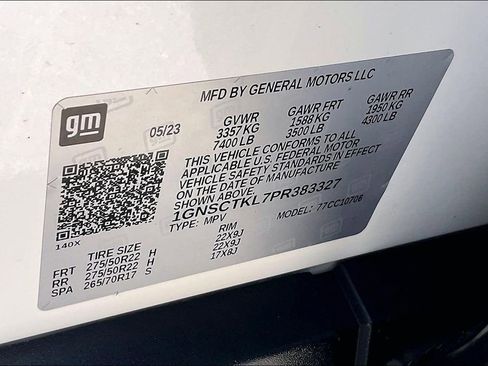 MFD BY GENERAL MOTORS LLC
gm
05/23
GVWR GAWR FRT GAWR RR
3357 KG 1588 KG 1950 KG
7400 LB 3500 LB 4300 LB
THIS VEHICLE CONFORMS TO ALL
APPLICABLE U.S. FEDERAL MOTOR
VEHICLE SAFETY STANDARDS IN EFFECT
ON THE DATE OF MANUFACTURE
SHOWN ABOVE.
1GNSCTKL7PR383327
TYPE: MPV MODEL: 77CC10706
140X
TIRE SIZE RIM
FRT 275/50R22 H 22X9J
RR 275/50R22 H 22X9J
SPA 265/70R17 S 17X8J